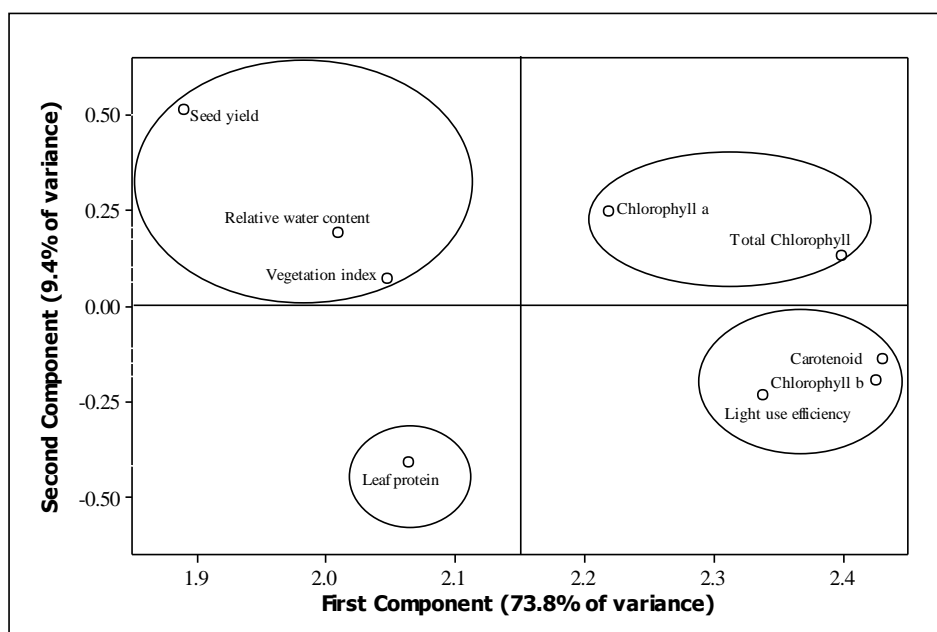 Second Component (9.4% of variance)
0.50
0.25
0.00
-0.25
-0.50
Seed yield
Relative water content
Vegetation index
Chlorophyll a
Total Chlorophyll
Carotenoid
Chlorophyll b
Light use efficiency
Leaf protein
1.9 2.0 2.1 2.2 2.3 2.4
First Component (73.8% of variance)